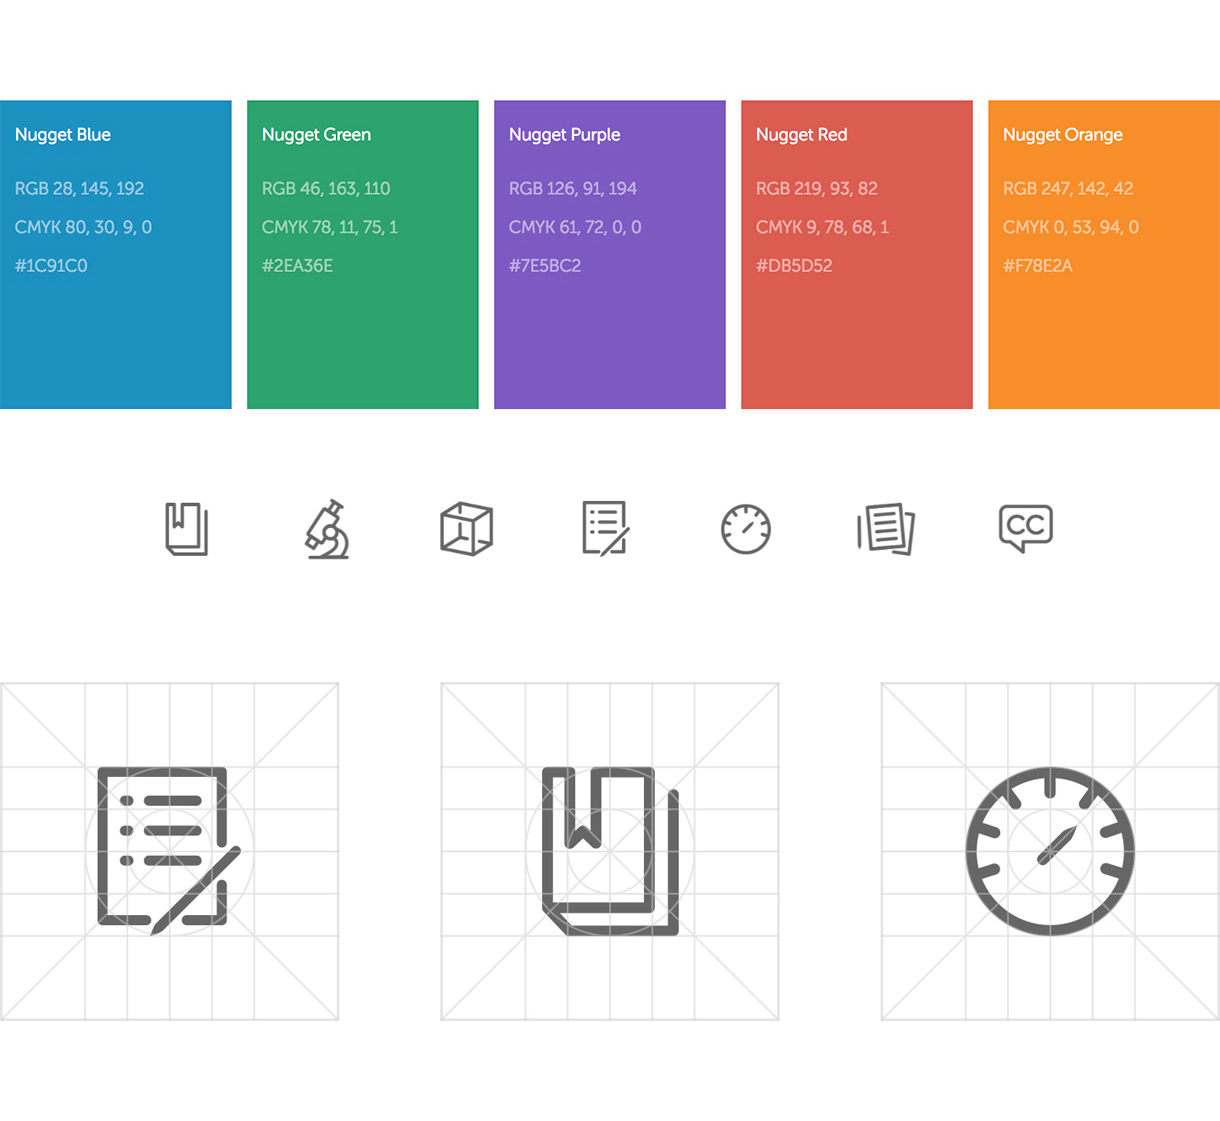 Nugget Blue
RGB 28, 145, 192
CMYK 80, 30, 9, 0
#1C91C0
Nugget Green
RGB 46, 163, 110
CMYK 78, 11, 75, 1
#2EA36E
Nugget Purple
RGB 126, 91, 194
CMYK 61, 72, 0, 0
#7E5BC2
Nugget Red
RGB 219, 93, 82
CMYK 9, 78, 68, 1
#DB5D52
Nugget Orange
RGB 247, 142, 42
CMYK 0, 53, 94, 0
#F78E2A
CC